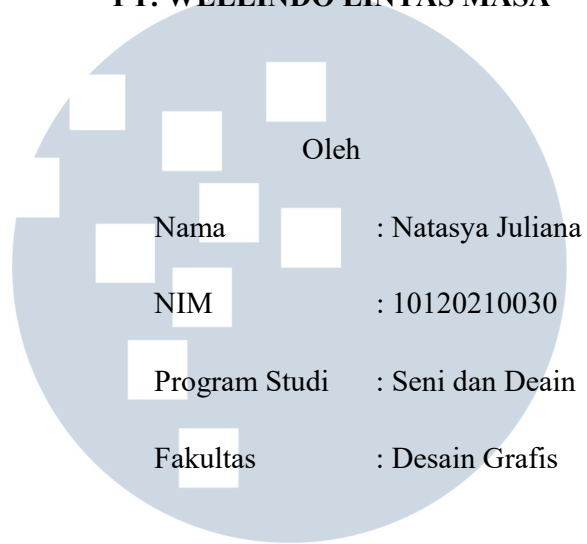 PT. WELLINDO LINTAS MASA
Oleh
Nama : Natasya Juliana
NIM : 10120210030
Program Studi : Seni dan Deain
Fakultas : Desain Grafis